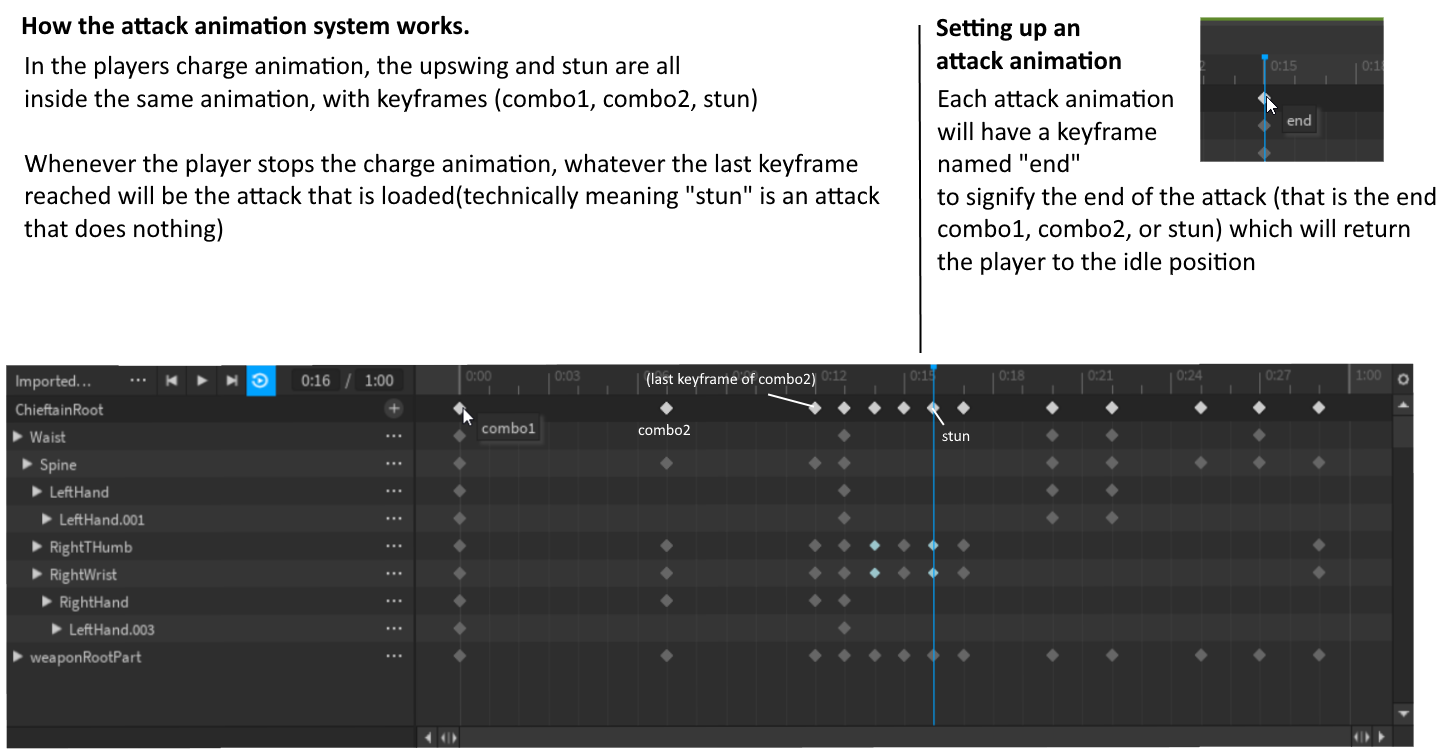 How the attack animation system works.
In the players charge animation, the upswing and stun are all
inside the same animation, with keyframes (combo1, combo2, stun)
Whenever the player stops the charge animation, whatever the last keyframe
reached will be the attack that is loaded(technically meaning "stun" is an attack
that does nothing)
Setting up an
attack animation
Each attack animation
will have a keyframe
named "end"
to signify the end of the attack (that is the end
combo1, combo2, or stun) which will return
the player to the idle position
2 0:15 0:18
end
Imported... 0:16 / 1:00 0:00 0:03 0:06 (last keyframe of combo2) 0:12 0:15 0:18 0:21 0:24 0:27 1:00
ChieftainRoot
combo1
combo2
stun
Waist
Spine
LeftHand
LeftHand.001
RightTHumb
RightWrist
RightHand
LeftHand.003
weaponRootPart